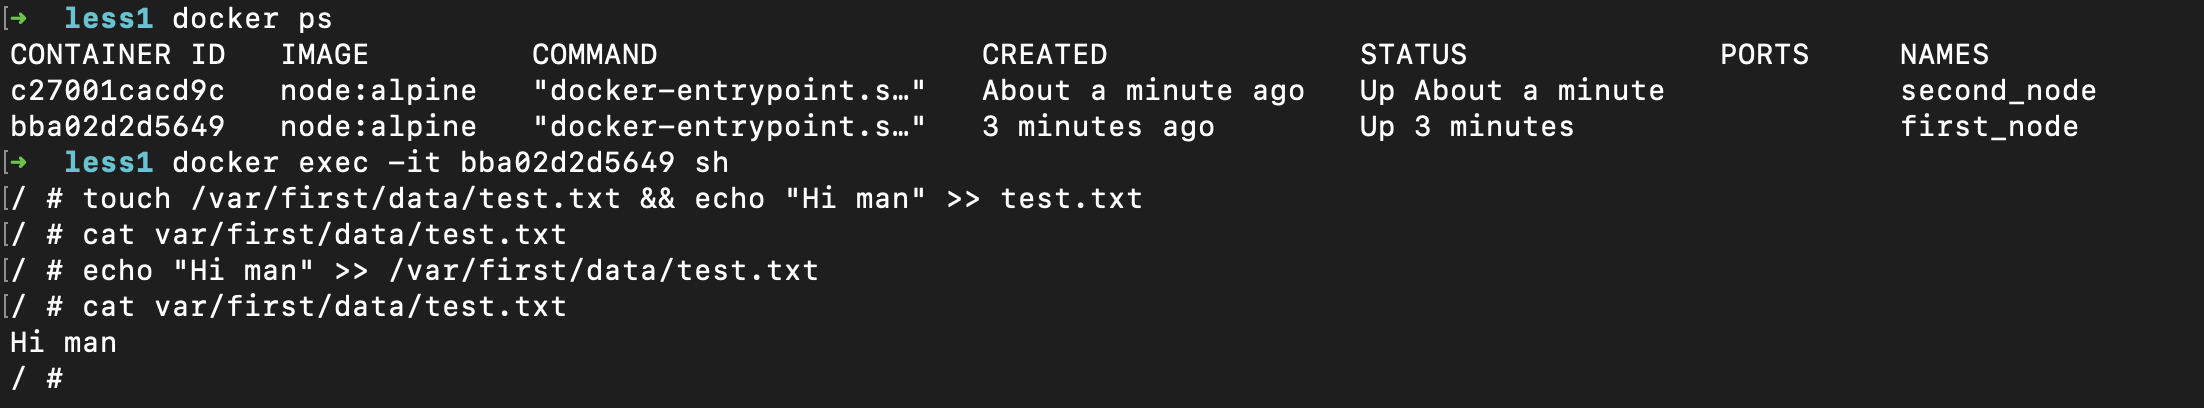 [➜  less1 docker ps
CONTAINER ID   IMAGE         COMMAND                  CREATED              STATUS              PORTS     NAMES
c27001cacd9c   node:alpine   "docker-entrypoint.s…"   About a minute ago   Up About a minute             second_node
bba02d2d5649   node:alpine   "docker-entrypoint.s…"   3 minutes ago        Up 3 minutes                  first_node
[➜  less1 docker exec -it bba02d2d5649 sh
[/ # touch /var/first/data/test.txt && echo "Hi man" >> test.txt
[/ # cat var/first/data/test.txt
[/ # echo "Hi man" >> /var/first/data/test.txt
[/ # cat var/first/data/test.txt
Hi man
/ #